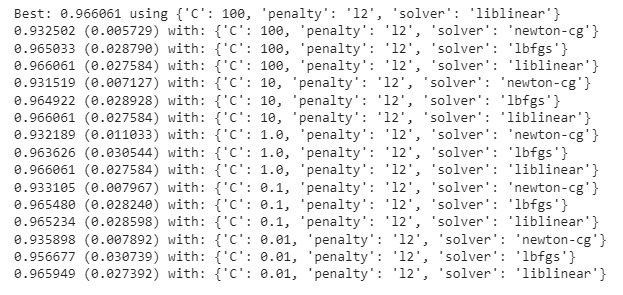 Best: 0.966061 using {'C': 100, 'penalty': 'l2', 'solver': 'liblinear'}
0.932502 (0.005729) with: {'C': 100, 'penalty': 'l2', 'solver': 'newton-cg'}
0.965033 (0.028790) with: {'C': 100, 'penalty': 'l2', 'solver': 'lbfgs'}
0.966061 (0.027584) with: {'C': 100, 'penalty': 'l2', 'solver': 'liblinear'}
0.931519 (0.007127) with: {'C': 10, 'penalty': 'l2', 'solver': 'newton-cg'}
0.964922 (0.028928) with: {'C': 10, 'penalty': 'l2', 'solver': 'lbfgs'}
0.966061 (0.027584) with: {'C': 10, 'penalty': 'l2', 'solver': 'liblinear'}
0.932189 (0.011033) with: {'C': 1.0, 'penalty': 'l2', 'solver': 'newton-cg'}
0.963626 (0.030544) with: {'C': 1.0, 'penalty': 'l2', 'solver': 'lbfgs'}
0.966061 (0.027584) with: {'C': 1.0, 'penalty': 'l2', 'solver': 'liblinear'}
0.933105 (0.007967) with: {'C': 0.1, 'penalty': 'l2', 'solver': 'newton-cg'}
0.965480 (0.028240) with: {'C': 0.1, 'penalty': 'l2', 'solver': 'lbfgs'}
0.965234 (0.028598) with: {'C': 0.1, 'penalty': 'l2', 'solver': 'liblinear'}
0.935898 (0.007892) with: {'C': 0.01, 'penalty': 'l2', 'solver': 'newton-cg'}
0.956677 (0.030739) with: {'C': 0.01, 'penalty': 'l2', 'solver': 'lbfgs'}
0.965949 (0.027392) with: {'C': 0.01, 'penalty': 'l2', 'solver': 'liblinear'}